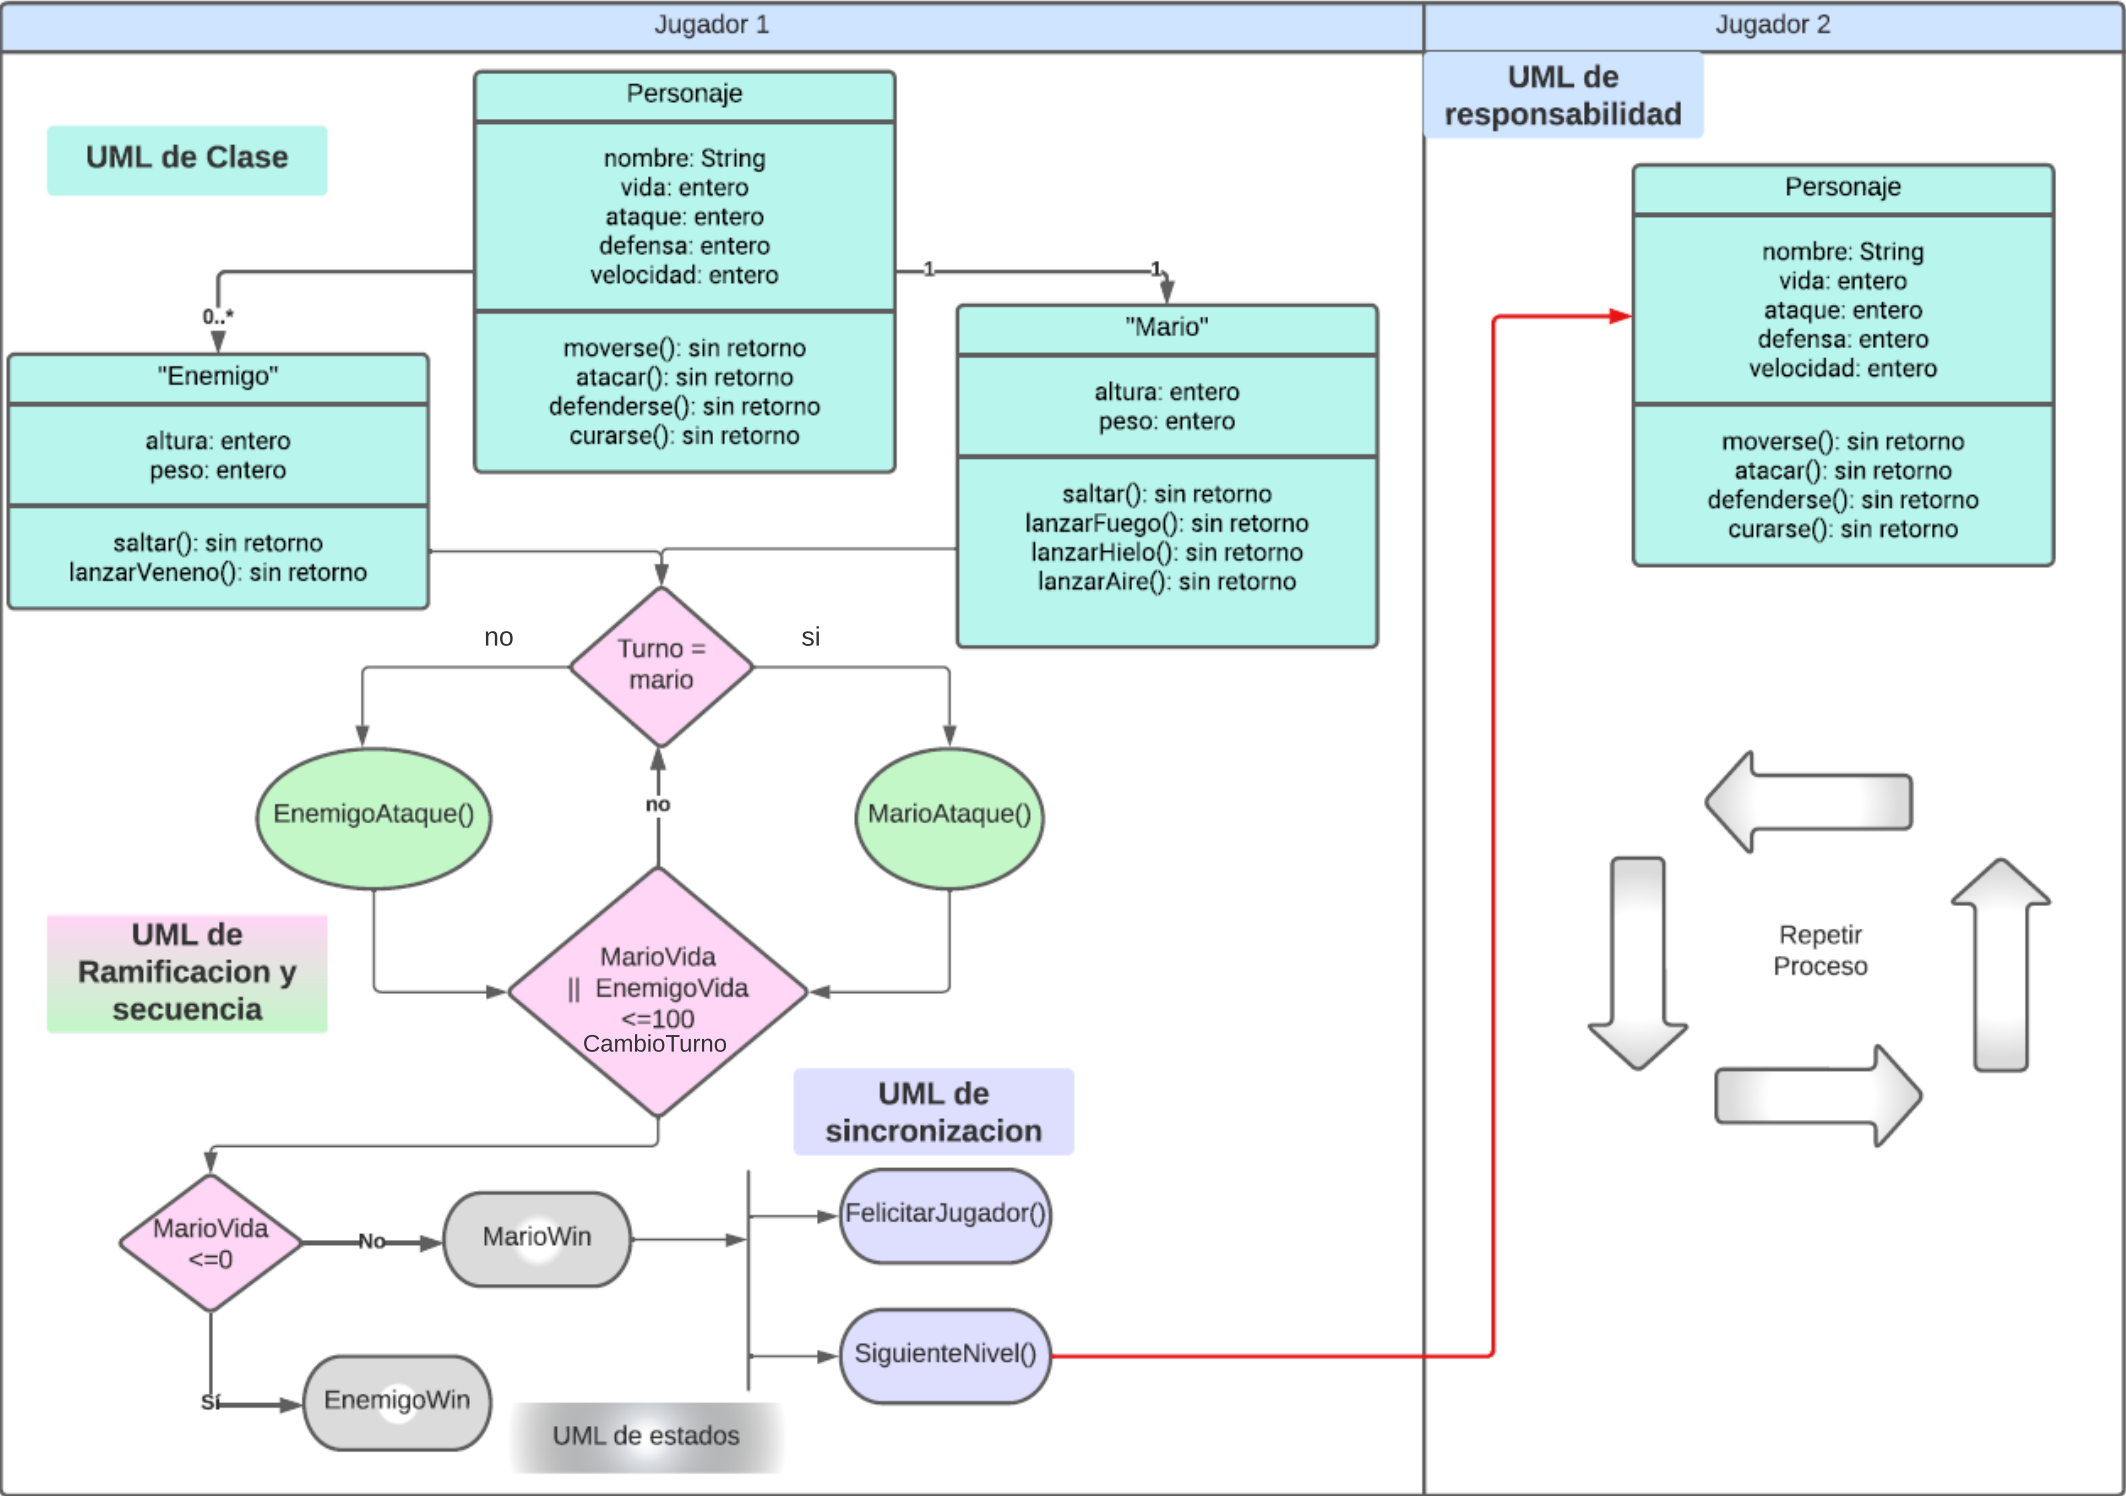 Jugador 1
Jugador 2
UML de Clase
Personaje
nombre: String
vida: entero
ataque: entero
defensa: entero
velocidad: entero
moverse(): sin retorno
atacar(): sin retorno
defenderse(): sin retorno
curarse(): sin retorno
0..*
1
1
"Enemigo"
altura: entero
peso: entero
saltar(): sin retorno
lanzarVeneno(): sin retorno
"Mario"
altura: entero
peso: entero
saltar(): sin retorno
lanzarFuego(): sin retorno
lanzarHielo(): sin retorno
lanzarAire(): sin retorno
no
si
Turno =
mario
EnemigoAtaque()
no
MarioAtaque()
UML de
Ramificacion y
secuencia
MarioVida
|| EnemigoVida
<=100
CambioTurno
UML de
sincronizacion
MarioVida
<=0
No
MarioWin
FelicitarJugador()
SiguienteNivel()
Sí
EnemigoWin
UML de estados
UML de
responsabilidad
Personaje
nombre: String
vida: entero
ataque: entero
defensa: entero
velocidad: entero
moverse(): sin retorno
atacar(): sin retorno
defenderse(): sin retorno
curarse(): sin retorno
Repetir
Proceso